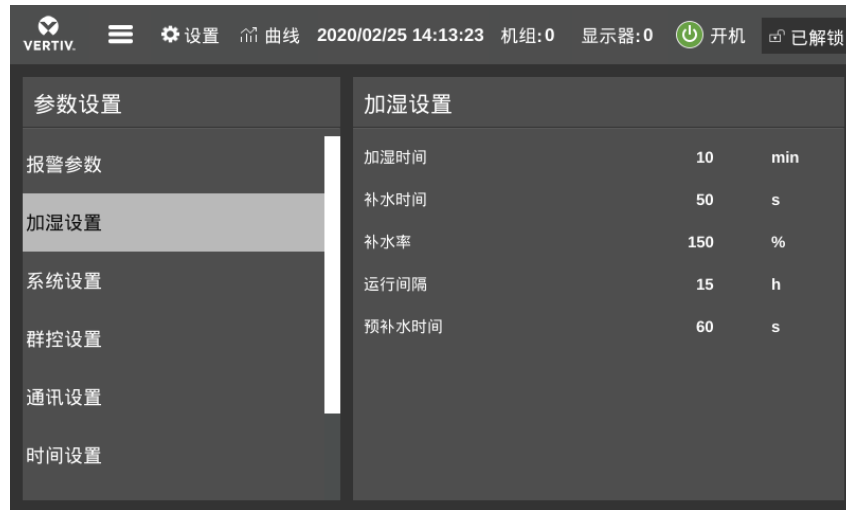 VERTIV. 设置 曲线 2020/02/25 14:13:23 机组:0 显示器:0 开机 已解锁
参数设置
报警参数
加湿设置
系统设置
群控设置
通讯设置
时间设置
加湿设置
加湿时间 10 min
补水时间 50 s
补水率 150 %
运行间隔 15 h
预补水时间 60 s